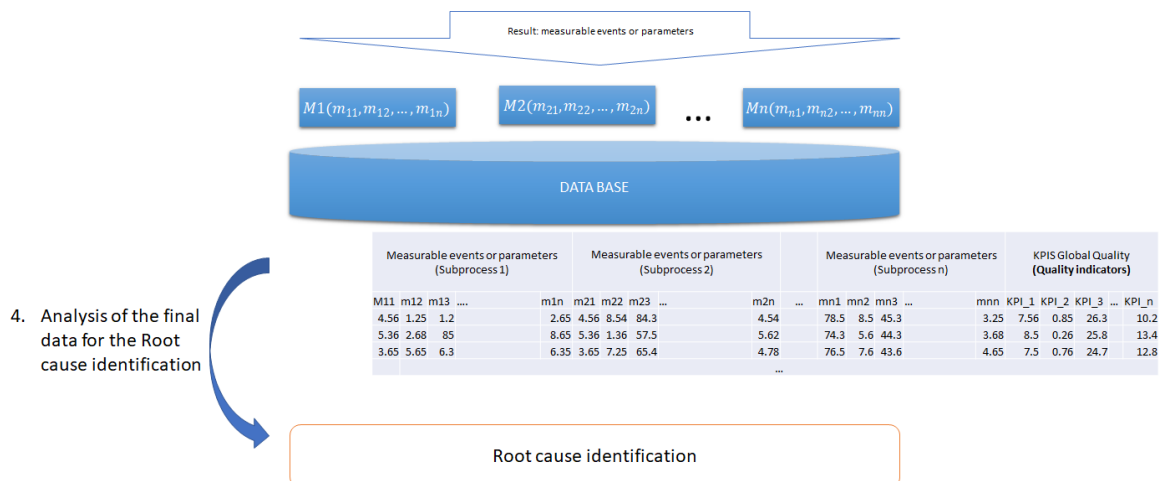 Result: measurable events or parameters
M1(m₁₁,m₁₂,…,m₁ₙ) M2(m₂₁,m₂₂,…,m₂ₙ) … Mn(mₙ₁,mₙ₂,…,mₙₙ)
DATA BASE
Measurable events or parameters Measurable events or parameters Measurable events or parameters KPIS Global Quality
(Subprocess 1) (Subprocess 2) (Subprocess n) (Quality indicators)
M11 m12 m13 .... m1n m21 m22 m23 ... m2n ... mn1 mn2 mn3 ... mnn KPI_1 KPI_2 KPI_3 ... KPI_n
4.56 1.25 1.2 2.65 4.56 8.54 84.3 4.54 78.5 8.5 45.3 3.25 7.56 0.85 26.3 10.2
5.36 2.68 85 8.65 5.36 1.36 57.5 5.62 74.3 5.6 44.3 3.68 8.5 0.26 25.8 13.4
3.65 5.65 6.3 6.35 3.65 7.25 65.4 4.78 76.5 7.6 43.6 4.65 7.5 0.76 24.7 12.8
...
4. Analysis of the final
data for the Root
cause identification
Root cause identification